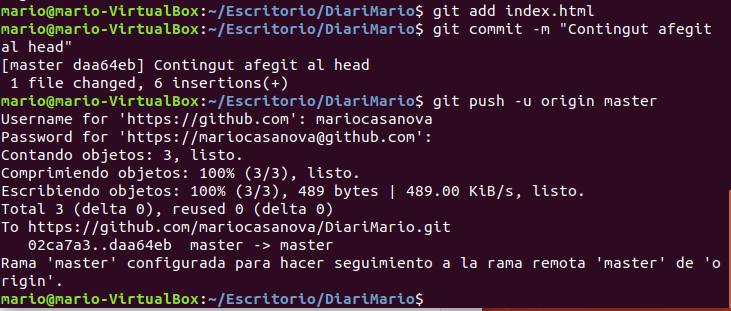 mario@mario-VirtualBox:~/Escritorio/DiariMario$ git add index.html
mario@mario-VirtualBox:~/Escritorio/DiariMario$ git commit -m "Contingut afegit
al head"
[master daa64eb] Contingut afegit al head
 1 file changed, 6 insertions(+)
mario@mario-VirtualBox:~/Escritorio/DiariMario$ git push -u origin master
Username for 'https://github.com': mariocasanova
Password for 'https://mariocasanova@github.com':
Contando objetos: 3, listo.
Comprimiendo objetos: 100% (3/3), listo.
Escribiendo objetos: 100% (3/3), 489 bytes | 489.00 KiB/s, listo.
Total 3 (delta 0), reused 0 (delta 0)
To https://github.com/mariocasanova/DiariMario.git
   02ca7a3..daa64eb  master -> master
Rama 'master' configurada para hacer seguimiento a la rama remota 'master' de 'o
rigin'.
mario@mario-VirtualBox:~/Escritorio/DiariMario$